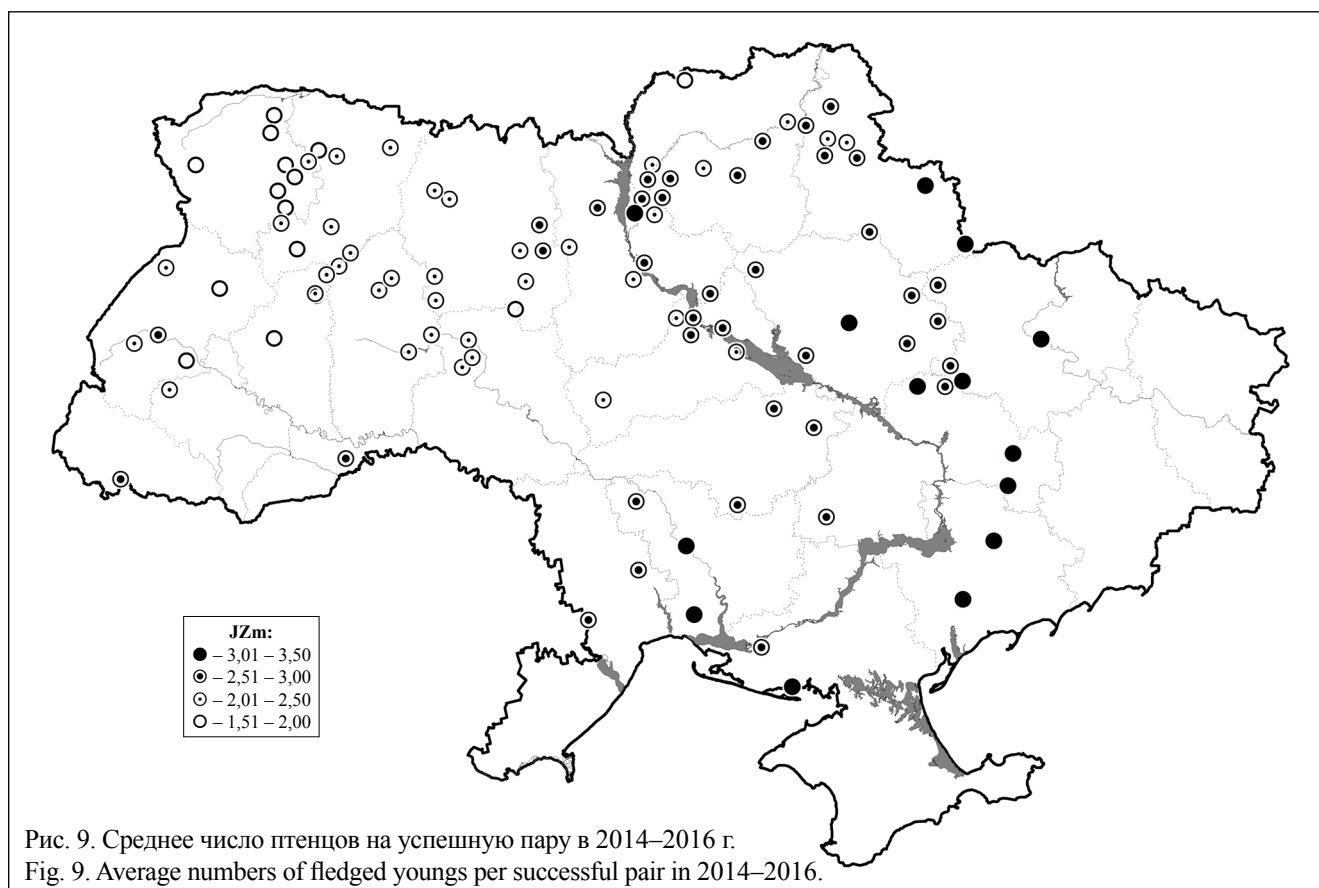 JZm:
– 3,01 – 3,50
– 2,51 – 3,00
– 2,01 – 2,50
– 1,51 – 2,00
Рис. 9. Среднее число птенцов на успешную пару в 2014–2016 г.
Fig. 9. Average numbers of fledged youngs per successful pair in 2014–2016.